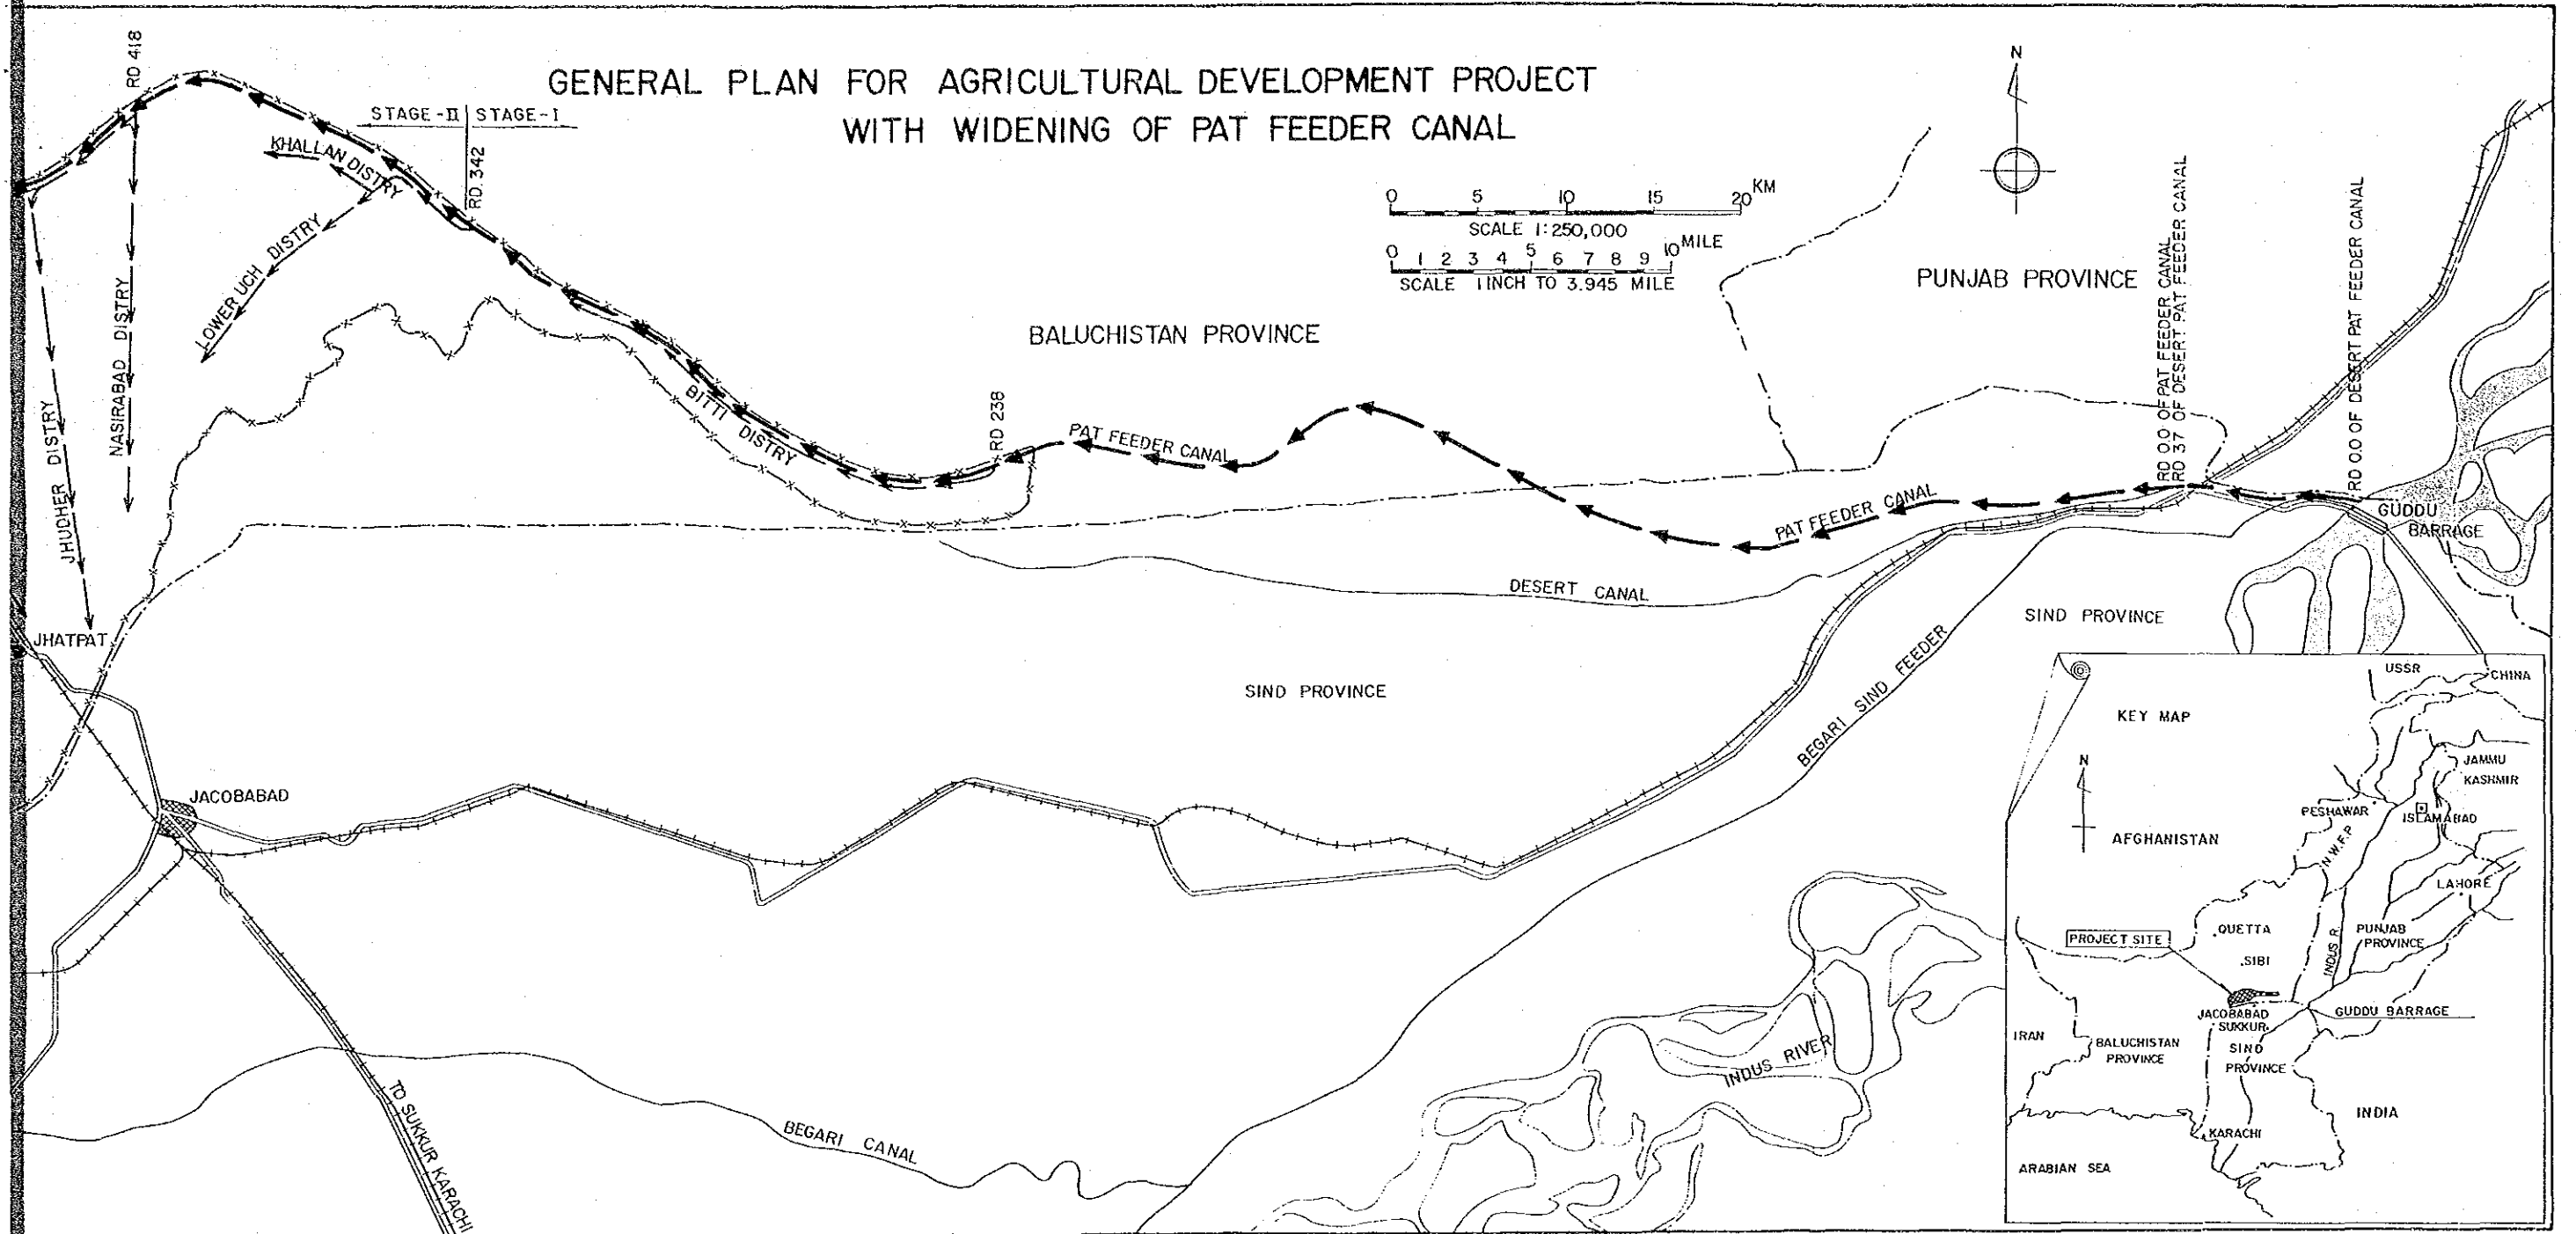 GENERAL PLAN FOR AGRICULTURAL DEVELOPMENT PROJECT
WITH WIDENING OF PAT FEEDER CANAL
RD 418
STAGE-II STAGE-I
RD. 342
KHALLAN DISTRY
LOWER UCH DISTRY
NASIRABAD DISTRY
JHUDHER DISTRY
BITTI DISTRY
RD 238
PAT FEEDER CANAL
PAT FEEDER CANAL
0 5 10 15 20 KM
SCALE 1:250,000
0 1 2 3 4 5 6 7 8 9 10 MILE
SCALE 1 INCH TO 3.945 MILE
N
BALUCHISTAN PROVINCE
PUNJAB PROVINCE
RD 0.0 OF PAT FEEDER CANAL
RD 37 OF DESERT PAT FEEDER CANAL
RD 0.0 OF DESERT PAT FEEDER CANAL
GUDDU
BARRAGE
DESERT CANAL
SIND PROVINCE
SIND PROVINCE
BEGARI SIND FEEDER
JHATPAT
JACOBABAD
TO SUKKUR KARACHI
BEGARI CANAL
INDUS RIVER
KEY MAP
N
USSR
CHINA
JAMMU
KASHMIR
PESHAWAR
ISLAMABAD
N.W.F.P
AFGHANISTAN
LAHORE
QUETTA
PUNJAB
PROVINCE
PROJECT SITE
SIBI
INDUS R.
JACOBABAD
SUKKUR
GUDDU BARRAGE
IRAN
BALUCHISTAN
PROVINCE
SIND
PROVINCE
INDIA
KARACHI
ARABIAN SEA